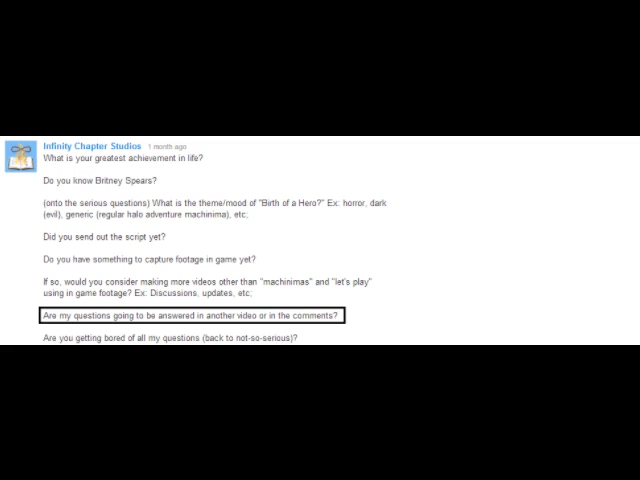 Infinity Chapter Studios 1 month ago
What is your greatest achievement in life?
Do you know Britney Spears?
(onto the serious questions) What is the theme/mood of "Birth of a Hero?" Ex: horror, dark
(evil), generic (regular halo adventure machinima), etc;
Did you send out the script yet?
Do you have something to capture footage in game yet?
If so, would you consider making more videos other than "machinimas" and "let's play"
using in game footage? Ex: Discussions, updates, etc;
Are my questions going to be answered in another video or in the comments?
Are you getting bored of all my questions (back to not-so-serious)?